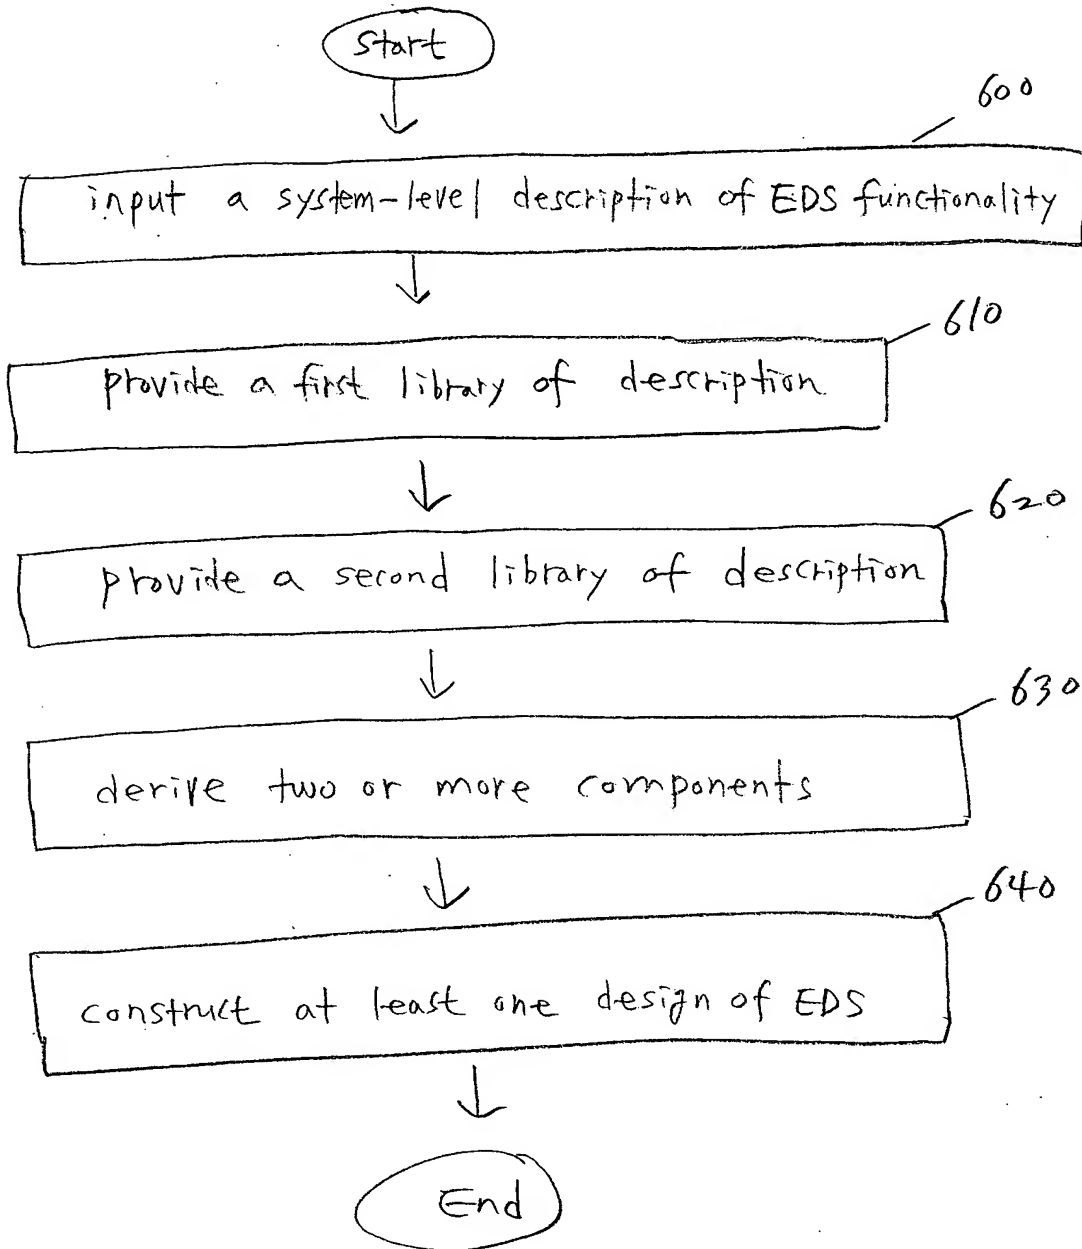 Start
600
input a system-level description of EDS functionality
610
provide a first library of description
620
provide a second library of description
630
derive two or more components
640
construct at least one design of EDS
End